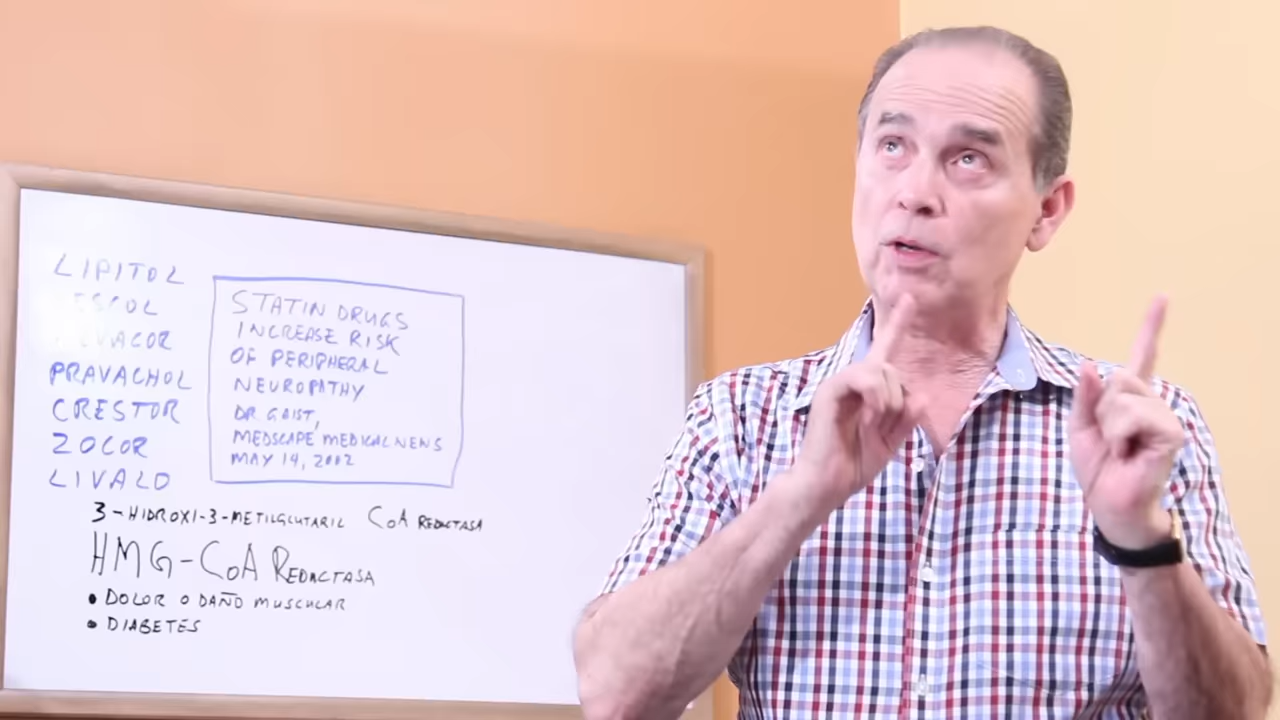 LIPITOL
PRAVACHOL
CRESTOR
ZOCOR
LIVALO
STATIN DRUGS
INCREASE RISK
OF PERIPHERAL
NEUROPATHY
DR GAIST,
MEDSCAPE MEDICAL NEWS
MAY 14, 2002
3-HIDROXI-3-METILGLUTARIL CoA REDUCTASA
HMG-CoA REDUCTASA
• DOLOR O DAÑO MUSCULAR
• DIABETES